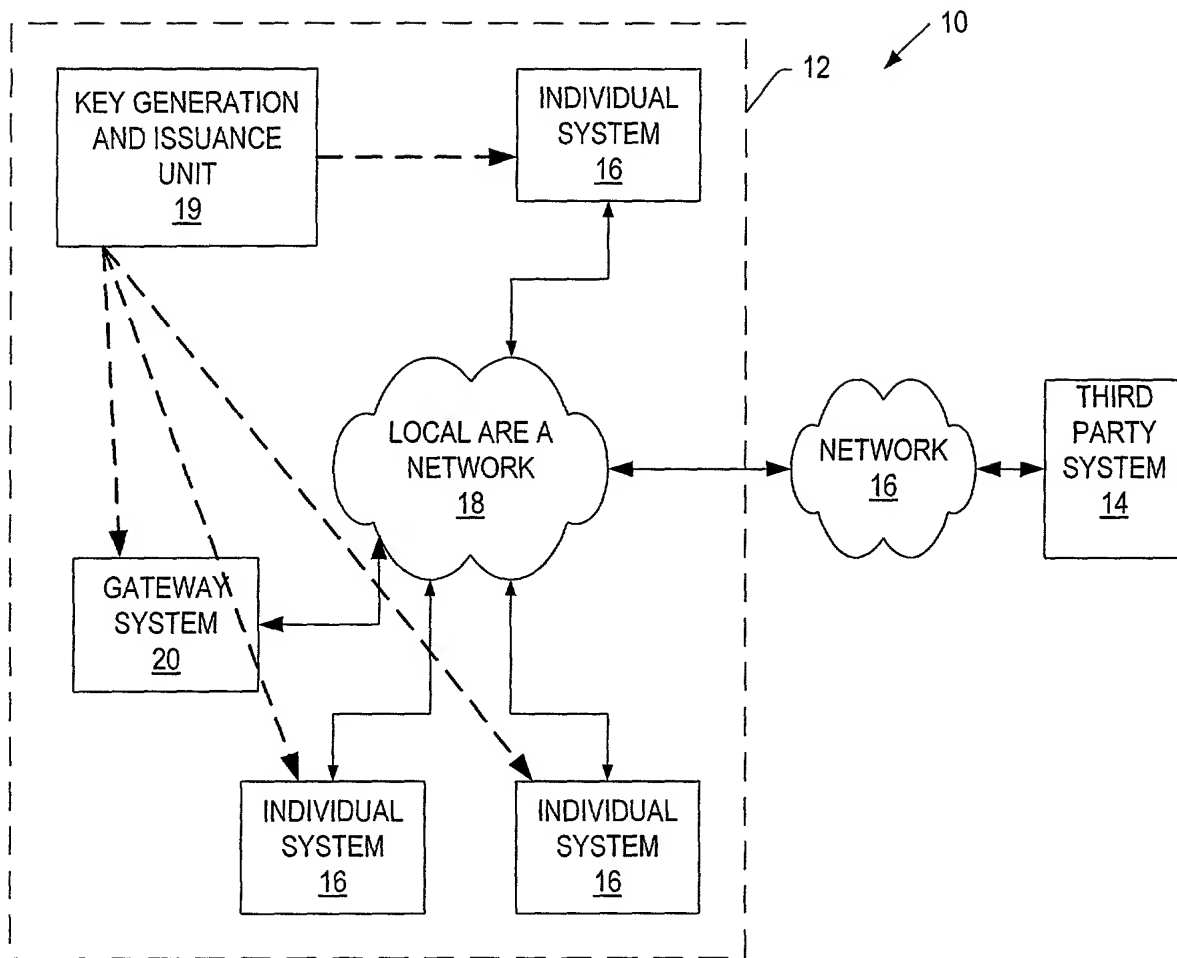 10
12
KEY GENERATION
AND ISSUANCE
UNIT
19
INDIVIDUAL
SYSTEM
16
LOCAL ARE A
NETWORK
18
NETWORK
16
THIRD
PARTY
SYSTEM
14
GATEWAY
SYSTEM
20
INDIVIDUAL
SYSTEM
16
INDIVIDUAL
SYSTEM
16